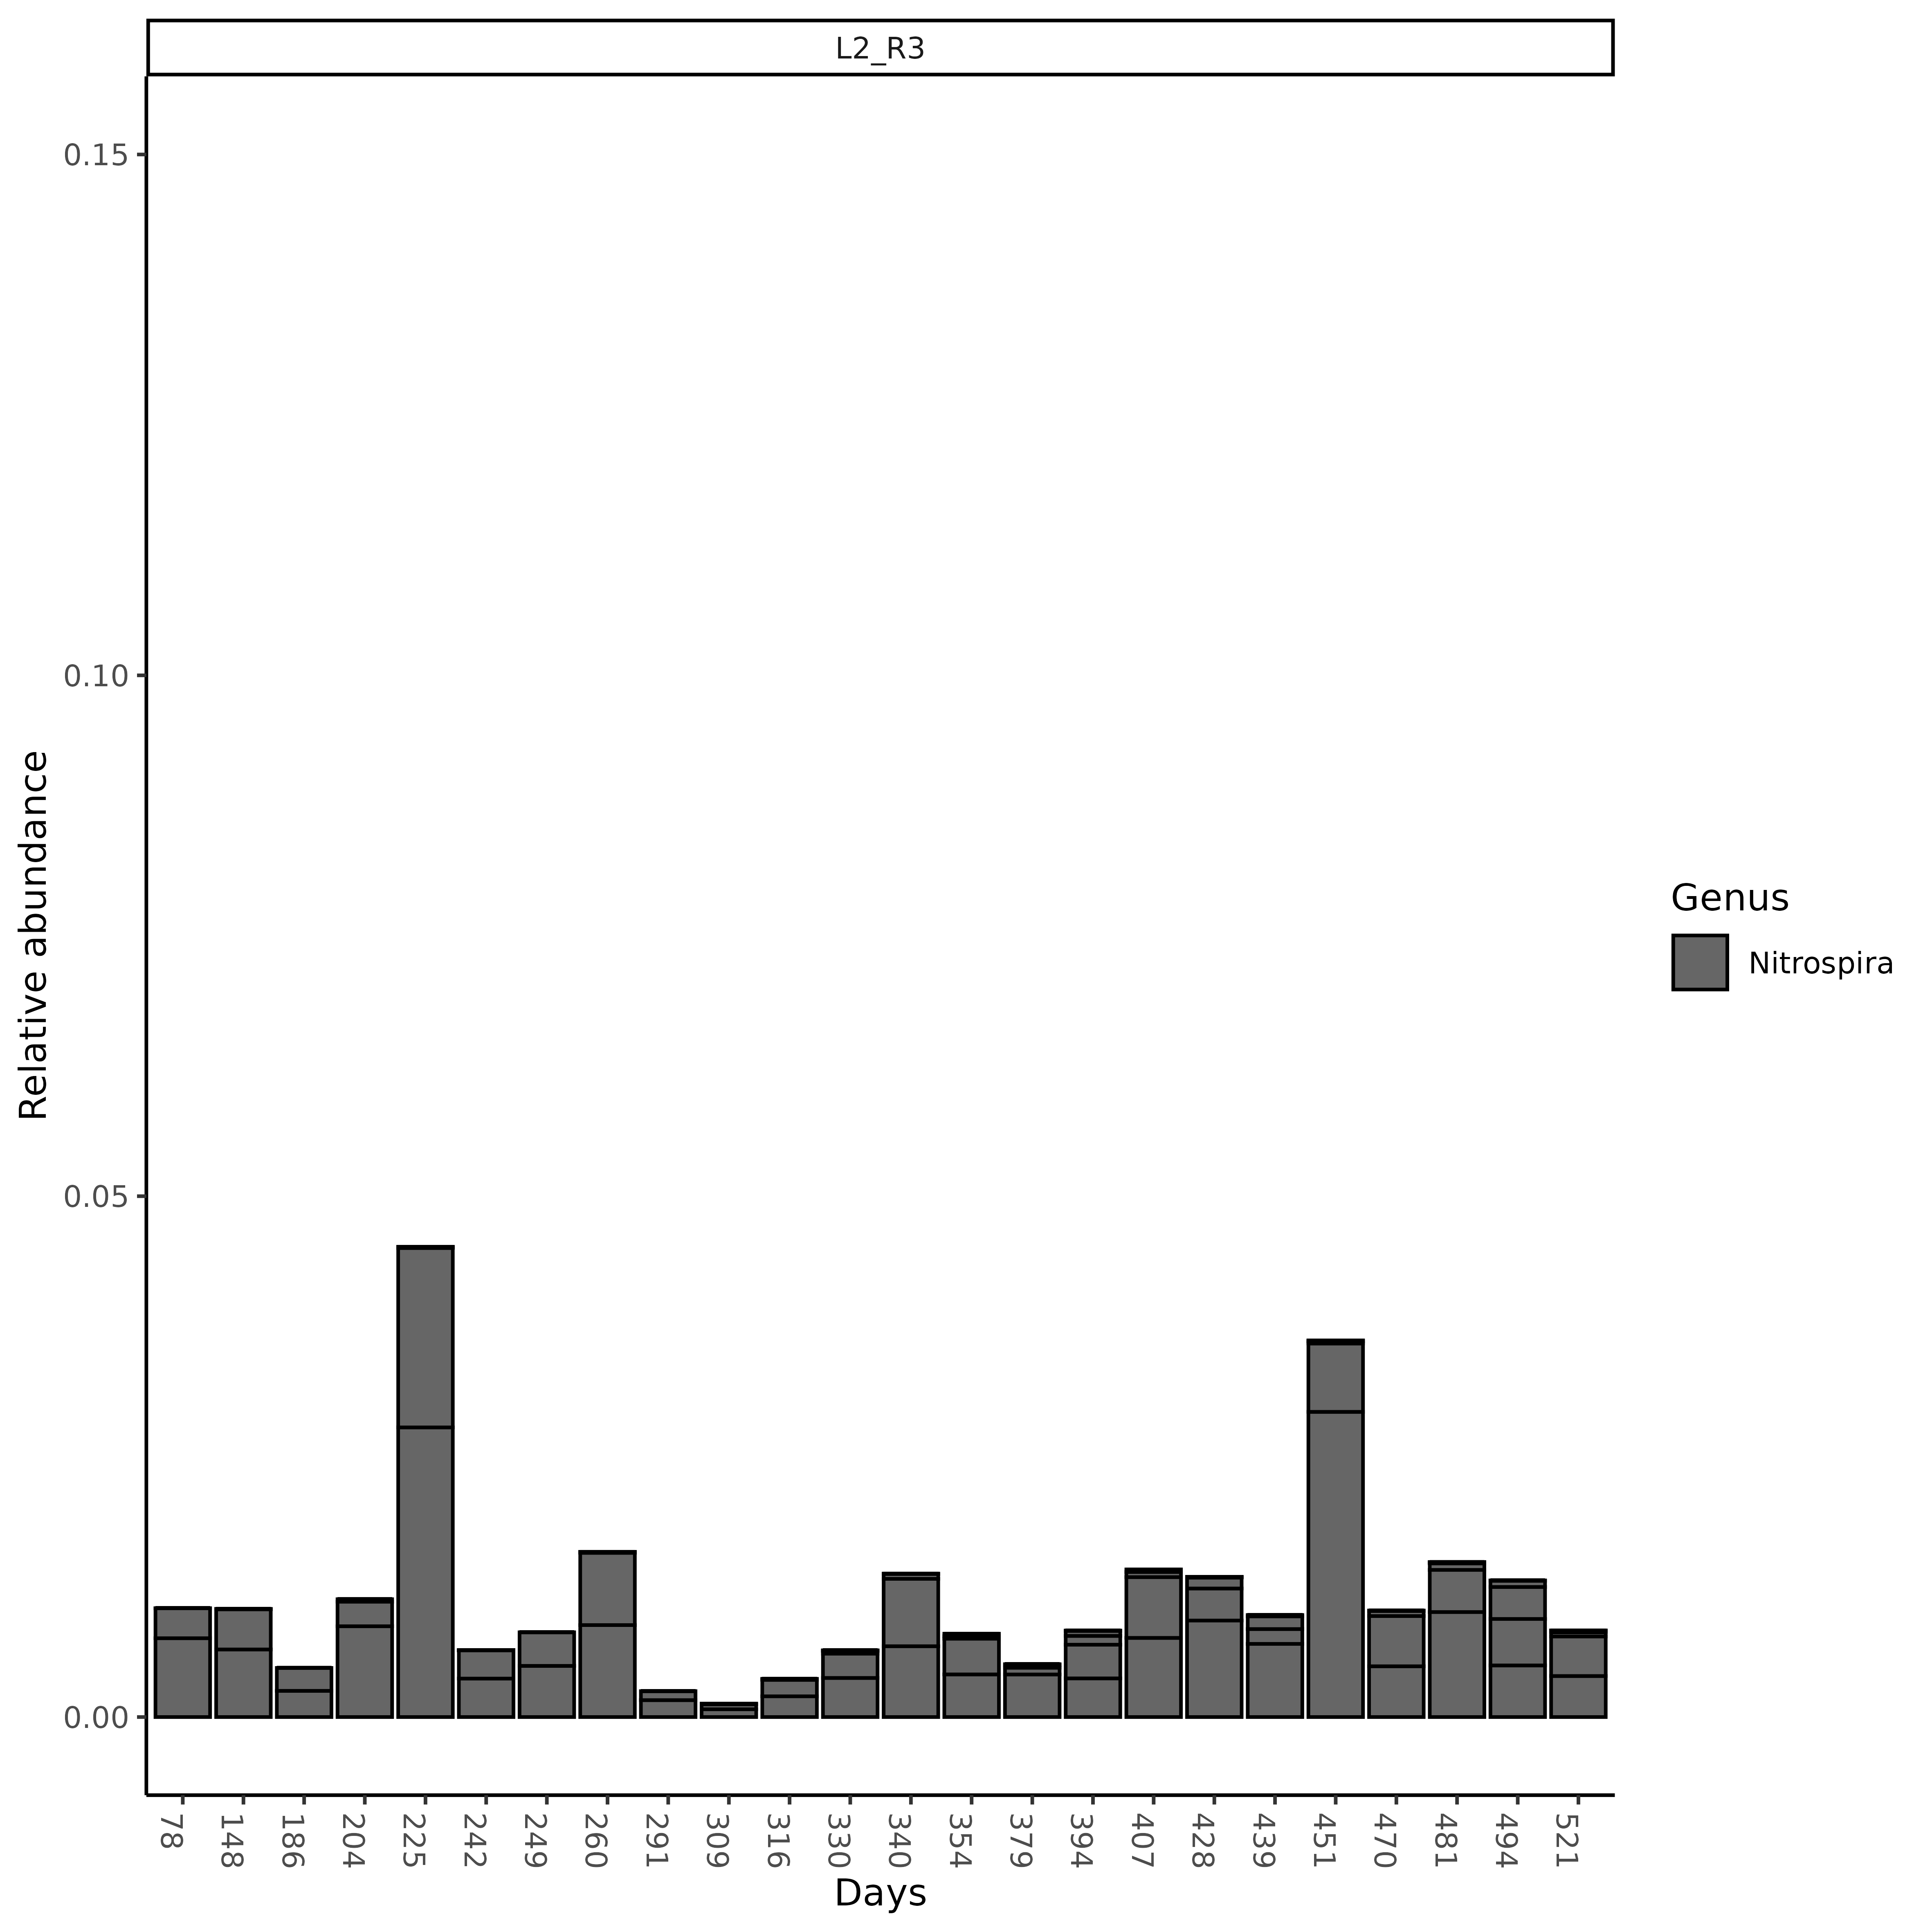 L2_R3
0.15
0.10
0.05
0.00
Relative abundance
78 148 186 204 225 242 249 260 291 309 316 330 340 354 379 394 407 428 439 451 470 481 494 521
Days
Genus
Nitrospira